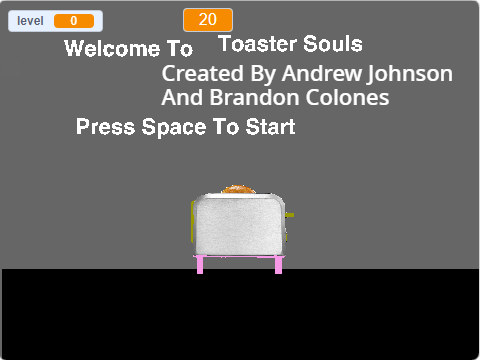 level 0
20
Welcome To Toaster Souls
Created By Andrew Johnson
And Brandon Colones
Press Space To Start